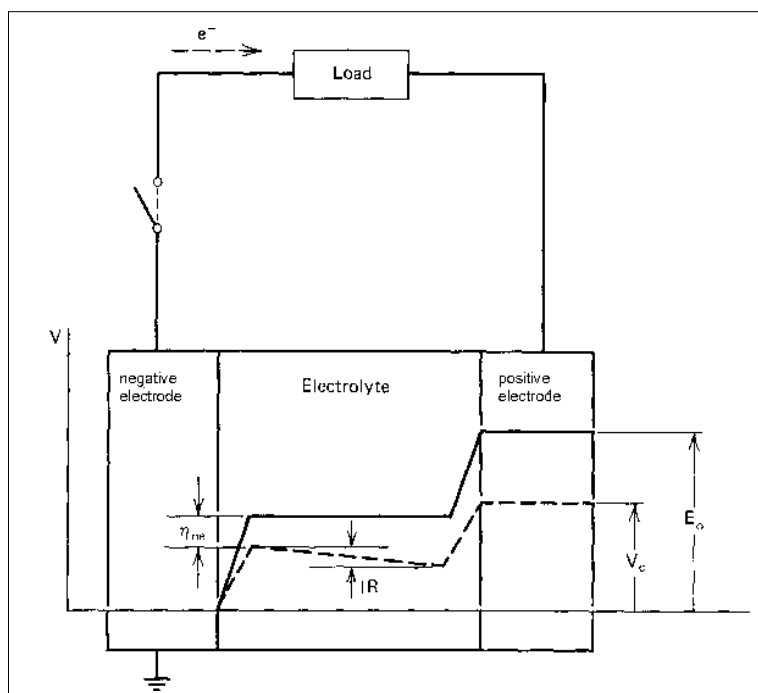 e⁻
Load
V
negative
electrode
Electrolyte
positive
electrode
η_ne
IR
V_c
E_o